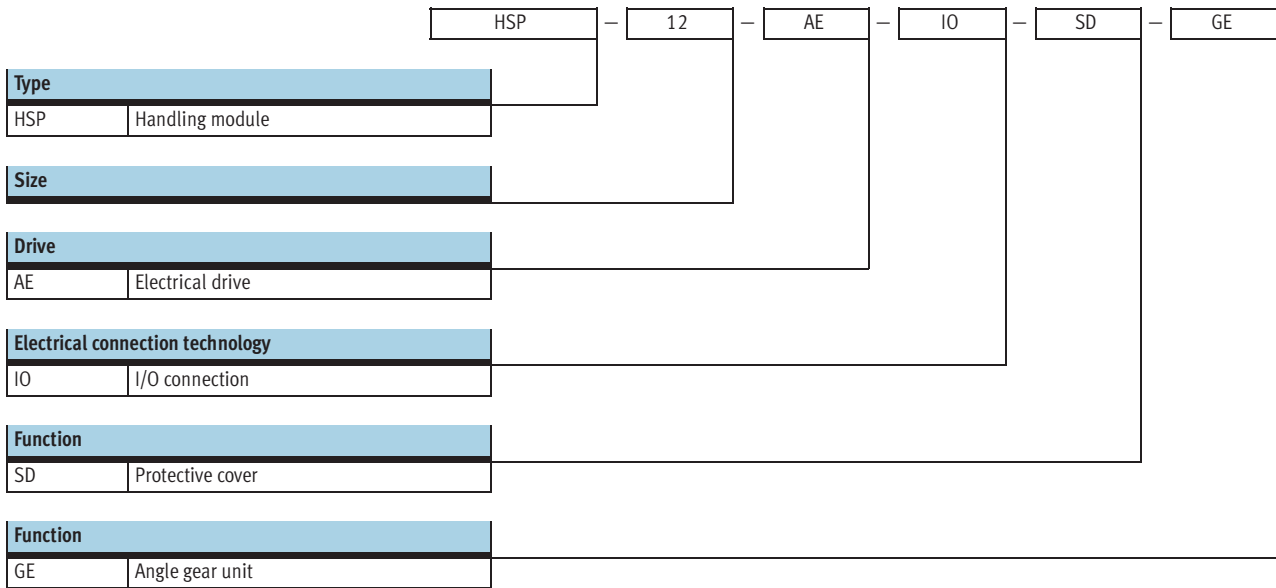 HSP – 12 – AE – IO – SD – GE
Type
HSP Handling module
Size
Drive
AE Electrical drive
Electrical connection technology
IO I/O connection
Function
SD Protective cover
Function
GE Angle gear unit